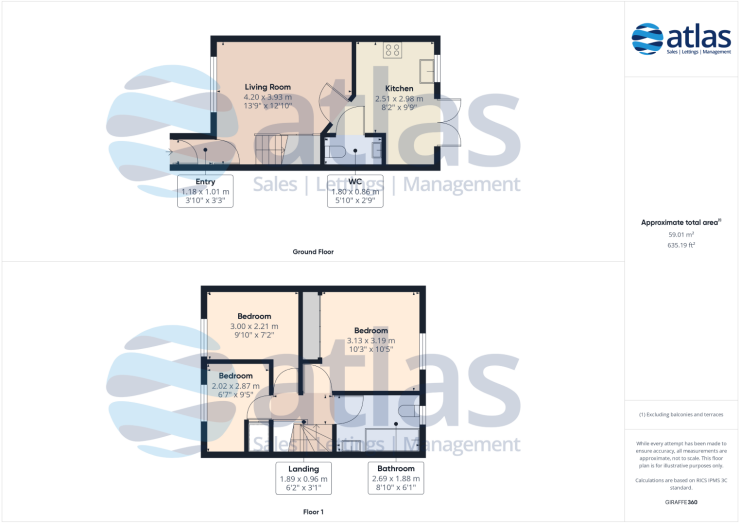 Living Room
4.20 x 3.93 m
13'9" x 12'10"
Kitchen
2.51 x 2.98 m
8'2" x 9'9"
Entry
1.18 x 1.01 m
3'10" x 3'3"
WC
1.80 x 0.86 m
5'10" x 2'9"
atlas
Sales | Lettings | Management
Ground Floor
Bedroom
3.00 x 2.21 m
9'10" x 7'2"
Bedroom
3.13 x 3.19 m
10'3" x 10'5"
Bedroom
2.02 x 2.87 m
6'7" x 9'5"
Landing
1.89 x 0.96 m
6'2" x 3'1"
Bathroom
2.69 x 1.88 m
8'10" x 6'1"
atlas
Sales | Lettings | Management
Floor 1
atlas
Sales | Lettings | Management
Approximate total area(1)
59.01 m²
635.19 ft²
(1) Excluding balconies and terraces
While every attempt has been made to
ensure accuracy, all measurements are
approximate, not to scale. This floor
plan is for illustrative purposes only.
Calculations are based on RICS IPMS 3C
standard.
GIRAFFE360